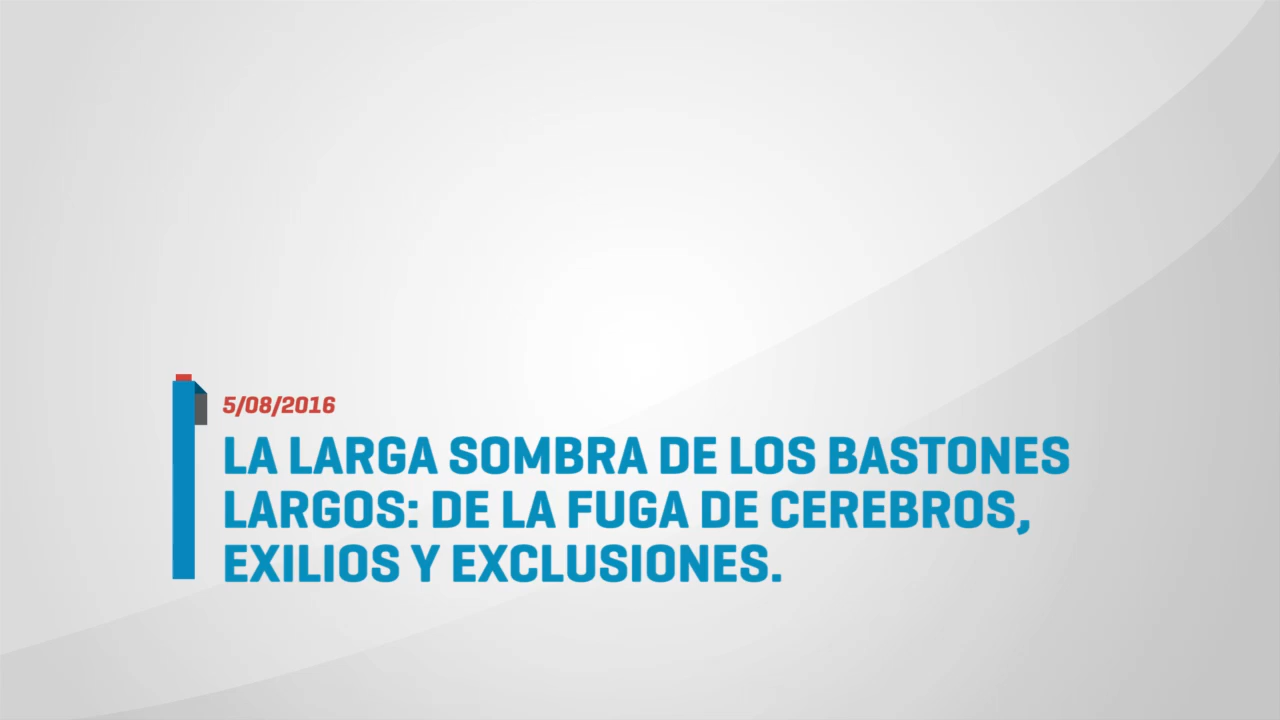 5/08/2016
LA LARGA SOMBRA DE LOS BASTONES
LARGOS: DE LA FUGA DE CEREBROS,
EXILIOS Y EXCLUSIONES.